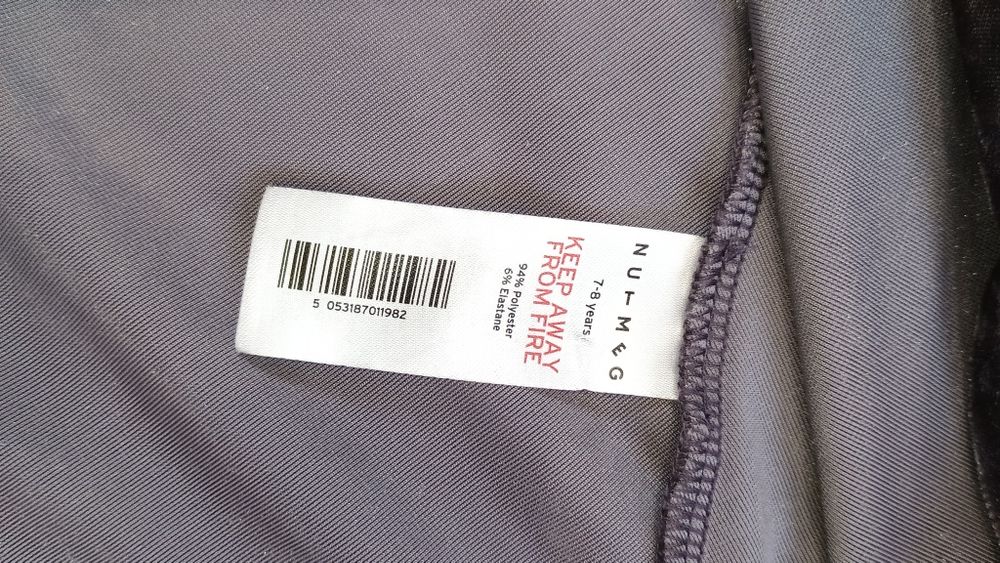 NUTMEG
7-8 years
KEEP AWAY
FROM FIRE
94% Polyester
6% Elastane
5 053187011982